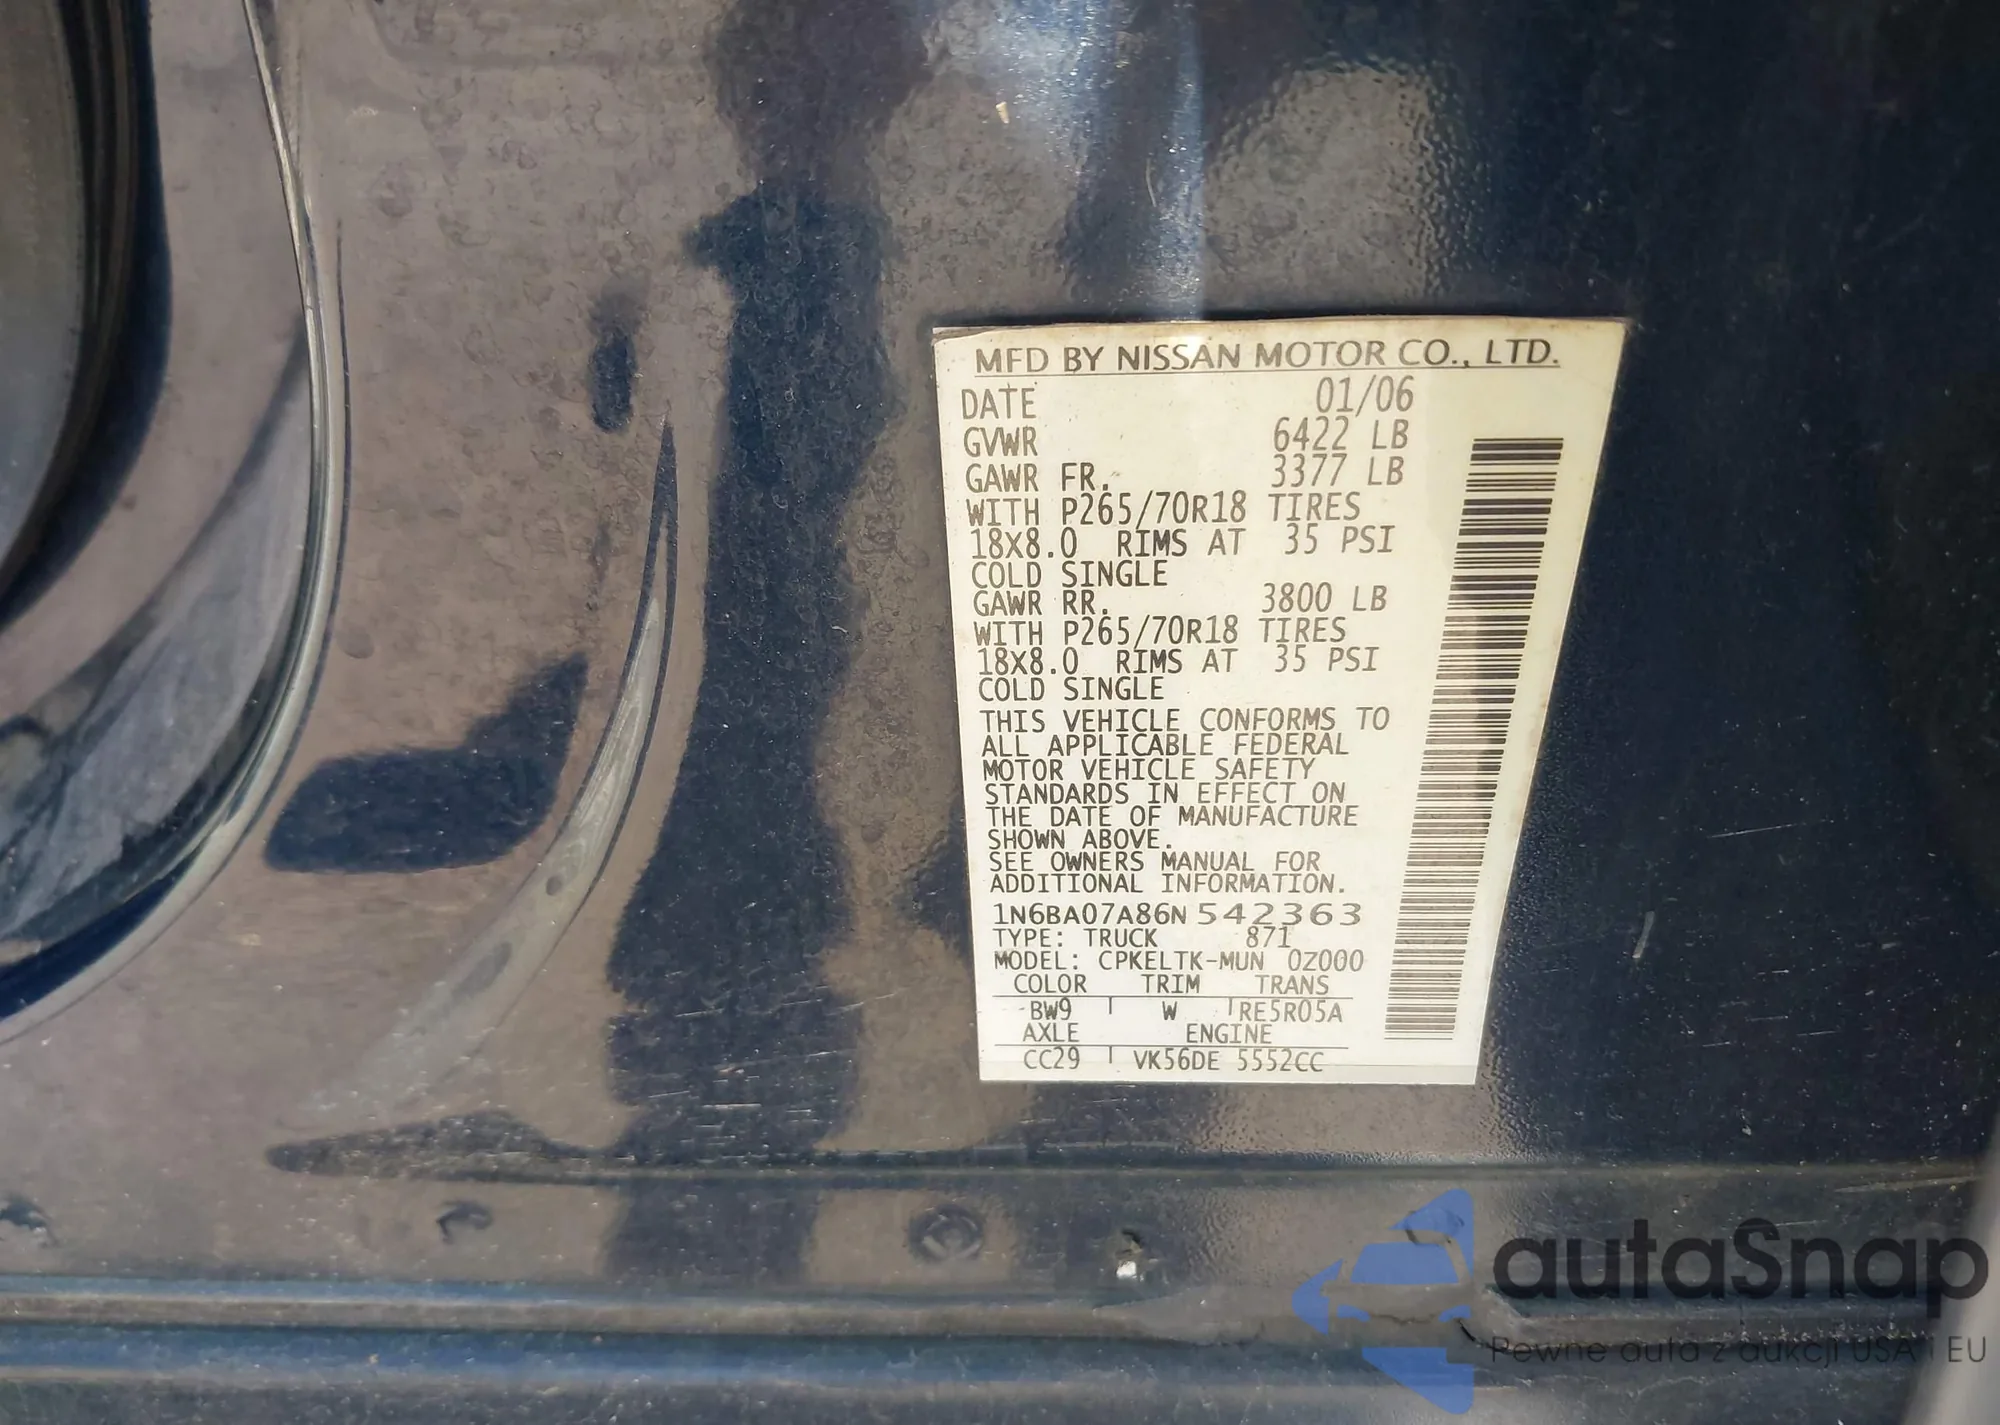 MFD BY NISSAN MOTOR CO., LTD.
DATE 01/06
GVWR 6422 LB
GAWR FR. 3377 LB
WITH P265/70R18 TIRES
18X8.0 RIMS AT 35 PSI
COLD SINGLE
GAWR RR. 3800 LB
WITH P265/70R18 TIRES
18X8.0 RIMS AT 35 PSI
COLD SINGLE
THIS VEHICLE CONFORMS TO
ALL APPLICABLE FEDERAL
MOTOR VEHICLE SAFETY
STANDARDS IN EFFECT ON
THE DATE OF MANUFACTURE
SHOWN ABOVE.
SEE OWNERS MANUAL FOR
ADDITIONAL INFORMATION.
1N6BA07A86N542363
TYPE: TRUCK 871
MODEL: CPKELTK-MUN 0Z000
COLOR TRIM TRANS
BW9 W RE5R05A
AXLE ENGINE
CC29 VK56DE 5552CC
autaSnap
Pewne auta z aukcji USA i EU